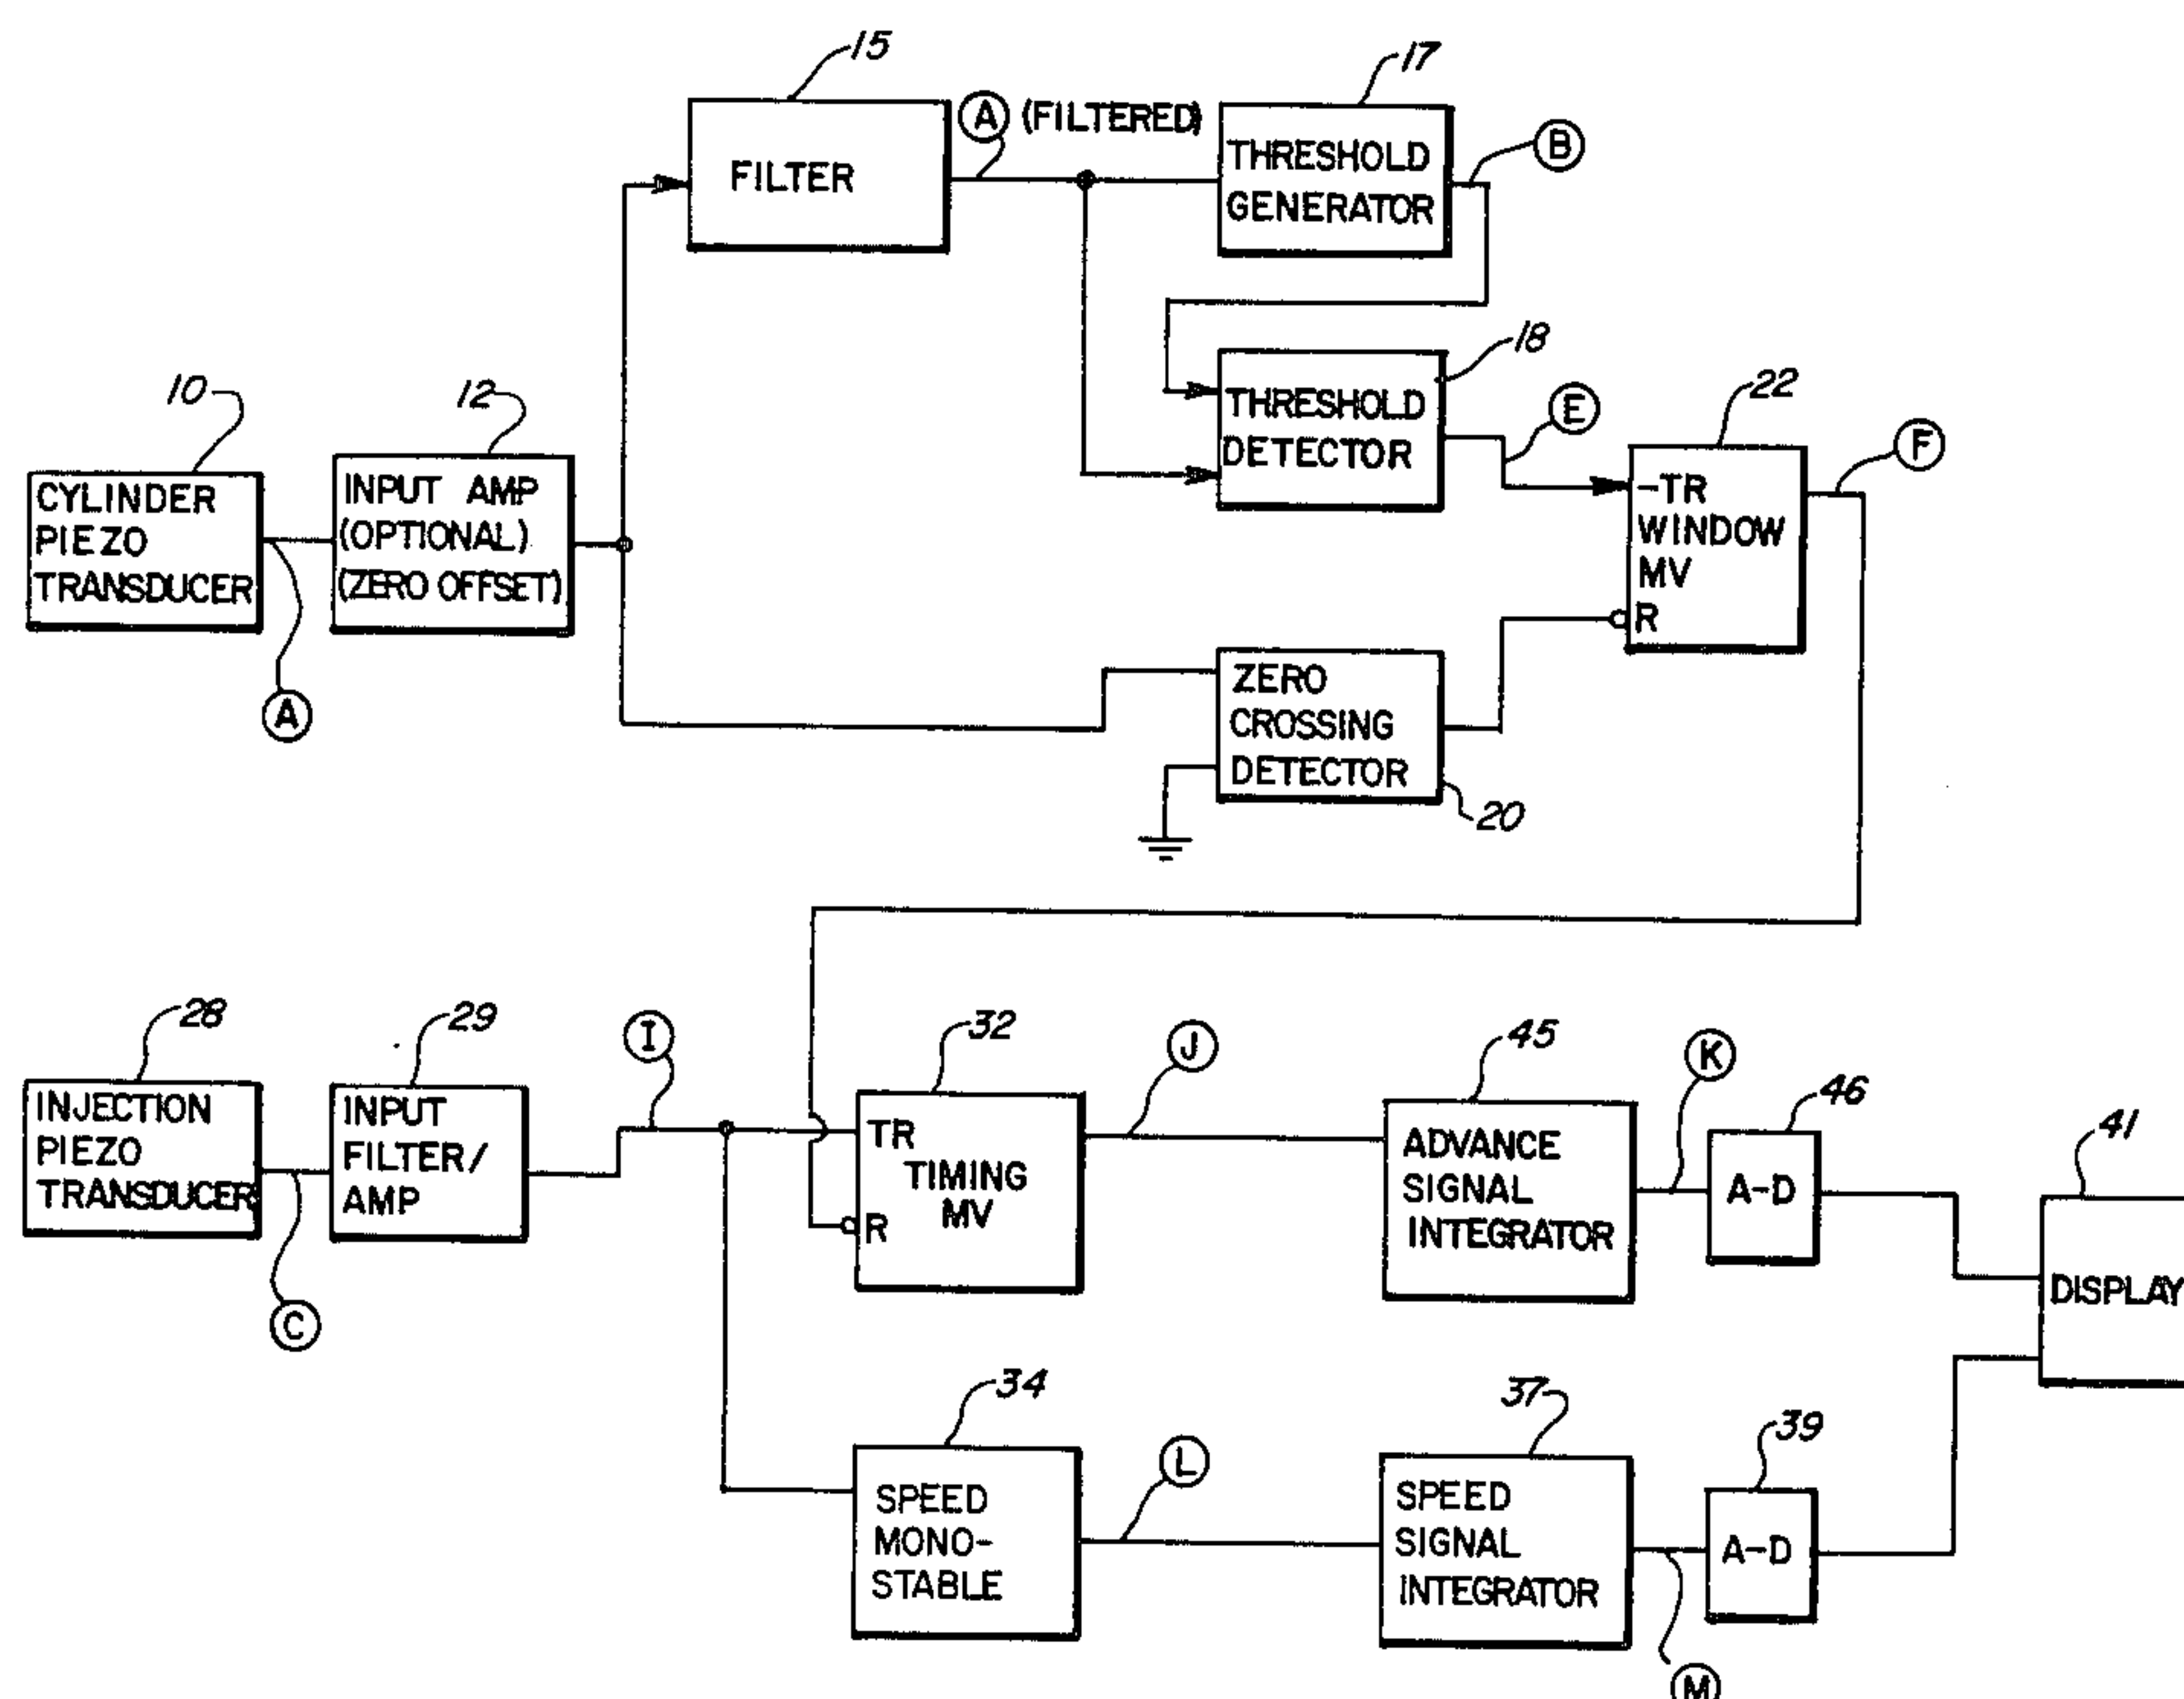 15
FILTER
A (FILTERED)
17
THRESHOLD
GENERATOR
B
18
THRESHOLD
DETECTOR
E
22
-TR
WINDOW
MV
R
F
10
CYLINDER
PIEZO
TRANSDUCER
A
12
INPUT AMP
(OPTIONAL)
(ZERO OFFSET)
ZERO
CROSSING
DETECTOR
20
28
INJECTION
PIEZO
TRANSDUCER
C
29
INPUT
FILTER/
AMP
I
32
TR
TIMING
MV
R
J
45
ADVANCE
SIGNAL
INTEGRATOR
K
46
A-D
41
DISPLAY
34
SPEED
MONO-
STABLE
L
37
SPEED
SIGNAL
INTEGRATOR
M
39
A-D